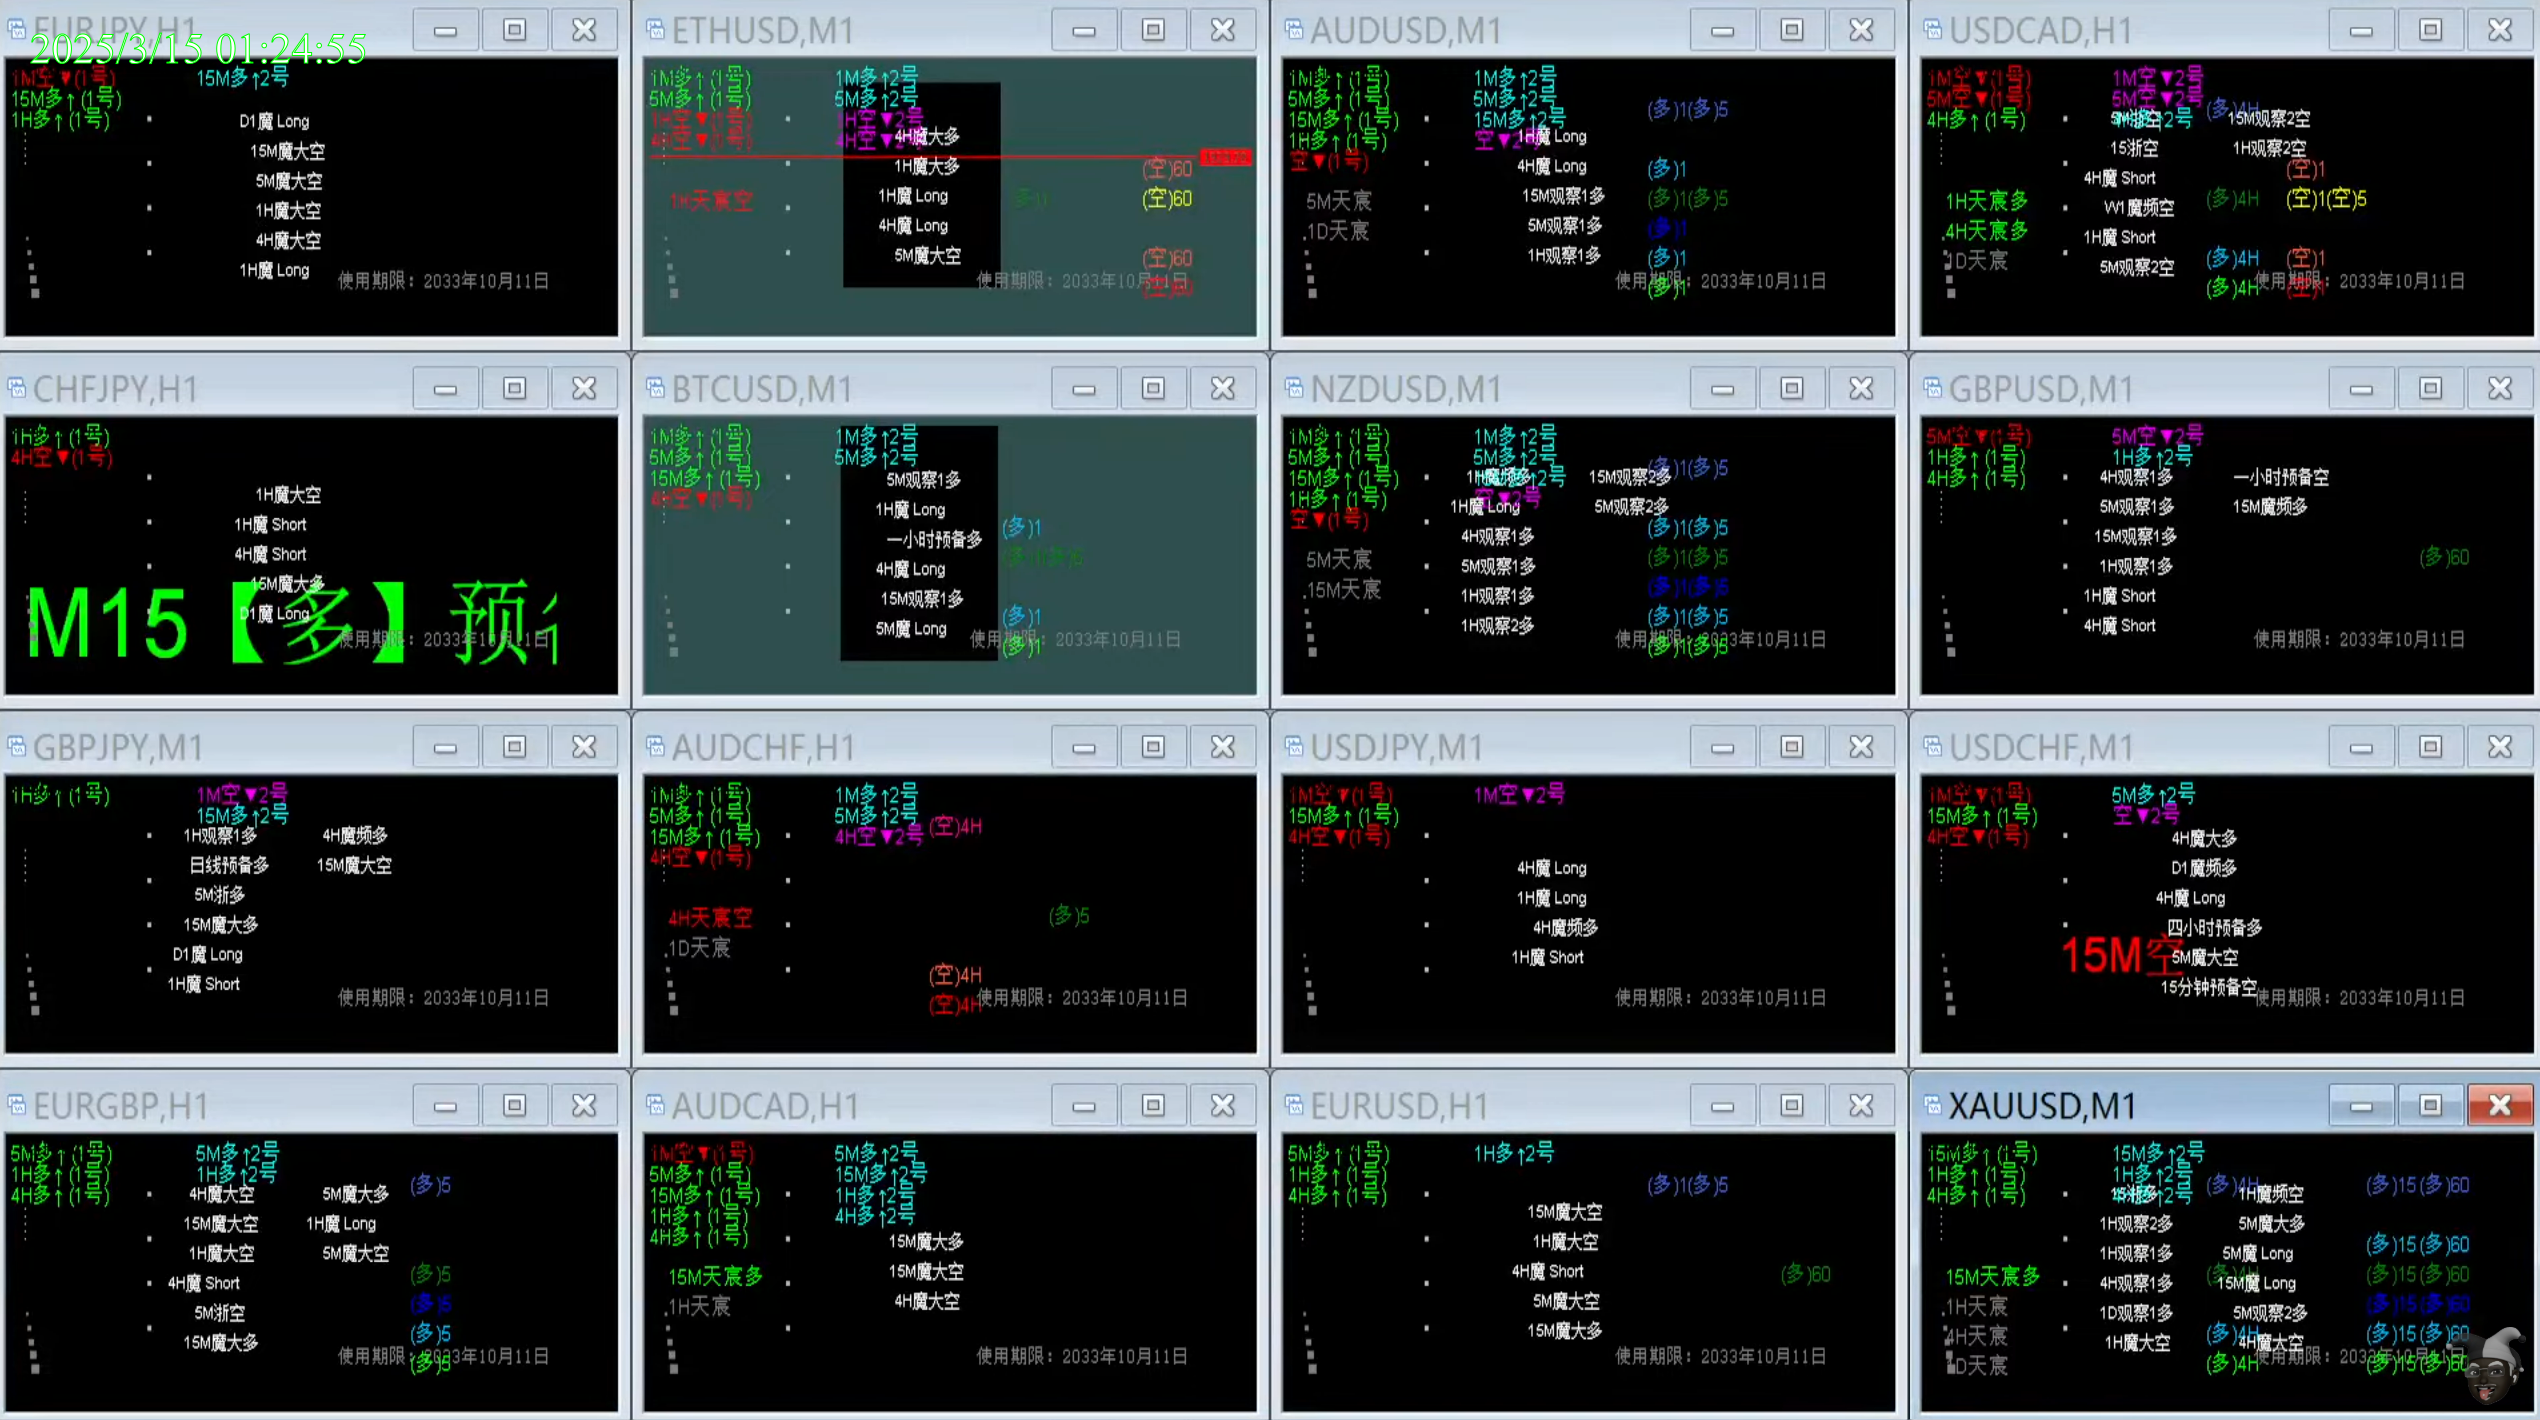 EURJPY,H1
2025/3/15 01:24:55
1M空▼(1号)
15M多↑(1号)
1H多↑(1号)
15M多↑2号
D1魔 Long
15M魔大空
5M魔大空
1H魔大空
4H魔大空
1H魔 Long
使用期限：2033年10月11日
ETHUSD,M1
1M多↑(1号)
5M多↑(1号)
1H空▼(1号)
4H空▼(1号)
1M多↑2号
5M多↑2号
1H空▼2号
4H空▼2号
4H魔大多
1H魔大多
1H魔 Long
4H魔 Long
5M魔大空
1H天宸空
(空)60
(空)60
(空)60
(空)60
使用期限：2033年10月11日
AUDUSD,M1
1M多↑(1号)
5M多↑(1号)
15M多↑(1号)
1H多↑(1号)
空▼(1号)
1M多↑2号
5M多↑2号
15M多↑2号
空▼2号
1H魔 Long
4H魔 Long
15M观察1多
5M观察1多
1H观察1多
5M天宸
1D天宸
(多)1(多)5
(多)1
(多)1(多)5
(多)1
(多)1
(多)1
使用期限：2033年10月11日
USDCAD,H1
1M空▼(1号)
5M空▼(1号)
4H多↑(1号)
1M空▼2号
5M空▼2号
1H多↑2号
5M浙空
15浙空
4H魔 Short
W1魔频空
1H魔 Short
5M观察2空
15M观察2空
1H观察2空
1H天宸多
4H天宸多
1D天宸
(多)4H
(空)1
(多)4H
(空)1(空)5
(多)4H
(空)1
(多)4H
(空)1
使用期限：2033年10月11日
CHFJPY,H1
1H多↑(1号)
4H空▼(1号)
1H魔大空
1H魔 Short
4H魔 Short
15M魔大多
D1魔 Long
M15【多】预
使用期限：2033年10月11日
BTCUSD,M1
1M多↑(1号)
5M多↑(1号)
15M多↑(1号)
4H空▼(1号)
1M多↑2号
5M多↑2号
5M观察1多
1H魔 Long
一小时预备多
4H魔 Long
15M观察1多
5M魔 Long
(多)1
(多)1
(多)1
使用期限：2033年10月11日
NZDUSD,M1
1M多↑(1号)
5M多↑(1号)
15M多↑(1号)
1H多↑(1号)
空▼(1号)
1M多↑2号
5M多↑2号
15M多↑2号
空▼2号
1H魔频多
1H魔 Long
4H观察1多
5M观察1多
1H观察1多
1H观察2多
15M观察2多
5M观察2多
5M天宸
15M天宸
(多)1(多)5
(多)1(多)5
(多)1(多)5
(多)1(多)5
(多)1(多)5
(多)1(多)5
使用期限：2033年10月11日
GBPUSD,M1
5M空▼(1号)
1H多↑(1号)
4H多↑(1号)
5M空▼2号
1H多↑2号
4H观察1多
5M观察1多
15M观察1多
1H观察1多
1H魔 Short
4H魔 Short
一小时预备空
15M魔频多
(多)60
使用期限：2033年10月11日
GBPJPY,M1
1H多↑(1号)
1M空▼2号
15M多↑2号
1H观察1多
日线预备多
5M浙多
15M魔大多
D1魔 Long
1H魔 Short
4H魔频多
15M魔大空
使用期限：2033年10月11日
AUDCHF,H1
1M多↑(1号)
5M多↑(1号)
15M多↑(1号)
4H空▼(1号)
1M多↑2号
5M多↑2号
4H空▼2号
4H天宸空
1D天宸
(空)4H
(多)5
(空)4H
(空)4H
使用期限：2033年10月11日
USDJPY,M1
1M空▼(1号)
15M多↑(1号)
4H空▼(1号)
1M空▼2号
4H魔 Long
1H魔 Long
4H魔频多
1H魔 Short
使用期限：2033年10月11日
USDCHF,M1
1M空▼(1号)
15M多↑(1号)
4H空▼(1号)
5M多↑2号
空▼2号
4H魔大多
D1魔频多
4H魔 Long
四小时预备多
5M魔大空
15分钟预备空
15M空
使用期限：2033年10月11日
EURGBP,H1
5M多↑(1号)
1H多↑(1号)
4H多↑(1号)
5M多↑2号
1H多↑2号
4H魔大空
15M魔大空
1H魔大空
4H魔 Short
5M浙空
15M魔大多
5M魔大多
1H魔 Long
5M魔大空
(多)5
(多)5
(多)5
(多)5
(多)5
使用期限：2033年10月11日
AUDCAD,H1
1M空▼(1号)
5M多↑(1号)
15M多↑(1号)
1H多↑(1号)
4H多↑(1号)
5M多↑2号
15M多↑2号
1H多↑2号
4H多↑2号
15M魔大多
15M魔大空
4H魔大空
15M天宸多
1H天宸
使用期限：2033年10月11日
EURUSD,H1
5M多↑(1号)
1H多↑(1号)
4H多↑(1号)
1H多↑2号
15M魔大空
1H魔大空
4H魔 Short
5M魔大空
15M魔大多
(多)1(多)5
(多)60
使用期限：2033年10月11日
XAUUSD,M1
15M多↑(1号)
1H多↑(1号)
4H多↑(1号)
15M多↑2号
1H多↑2号
4H多↑2号
1H观察2多
1H观察1多
4H观察1多
1D观察1多
1H魔大空
1H魔频空
5M魔大多
5M魔 Long
15M魔 Long
5M观察2多
4H魔大空
15M天宸多
1H天宸
4H天宸
1D天宸
(多)4H
(多)15(多)60
(多)15(多)60
(多)15(多)60
(多)15(多)60
(多)4H
(多)15(多)60
(多)4H
(多)15(多)60
使用期限：2033年10月11日